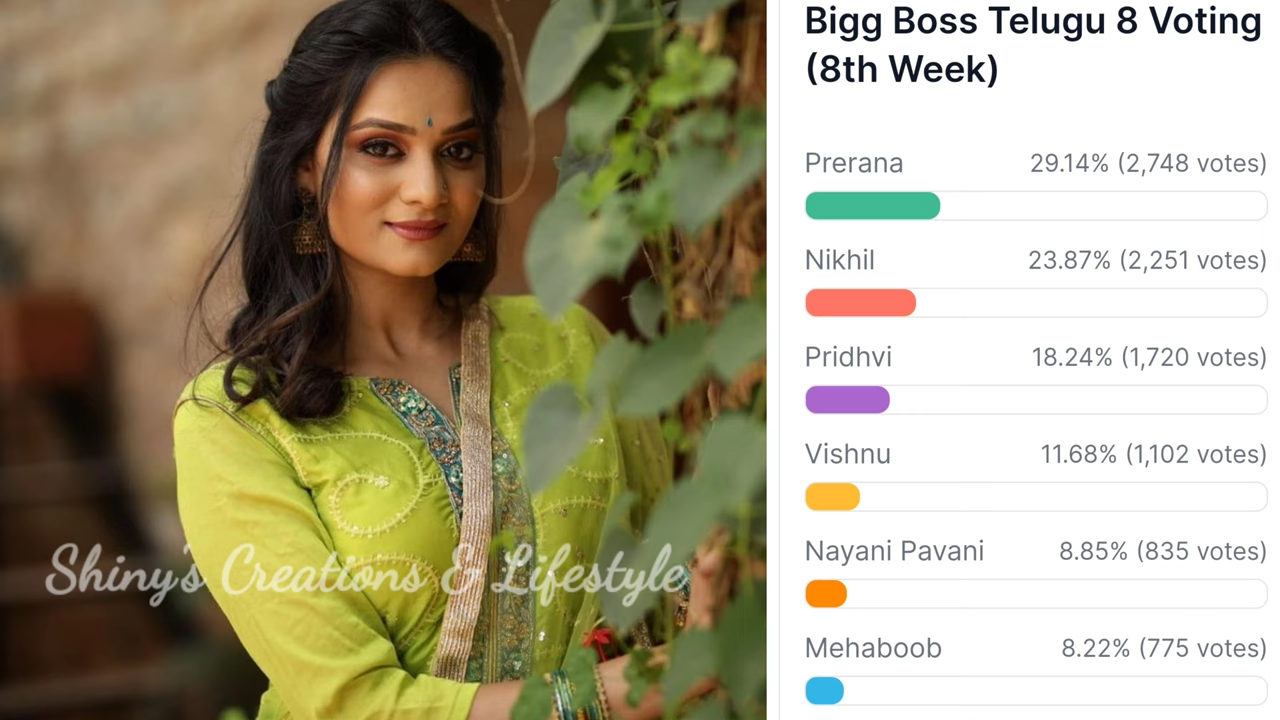 Bigg Boss Telugu 8 Voting
(8th Week)
Prerana 29.14% (2,748 votes)
Nikhil 23.87% (2,251 votes)
Pridhvi 18.24% (1,720 votes)
Vishnu 11.68% (1,102 votes)
Nayani Pavani 8.85% (835 votes)
Mehaboob 8.22% (775 votes)
Shiny's Creations & Lifestyle